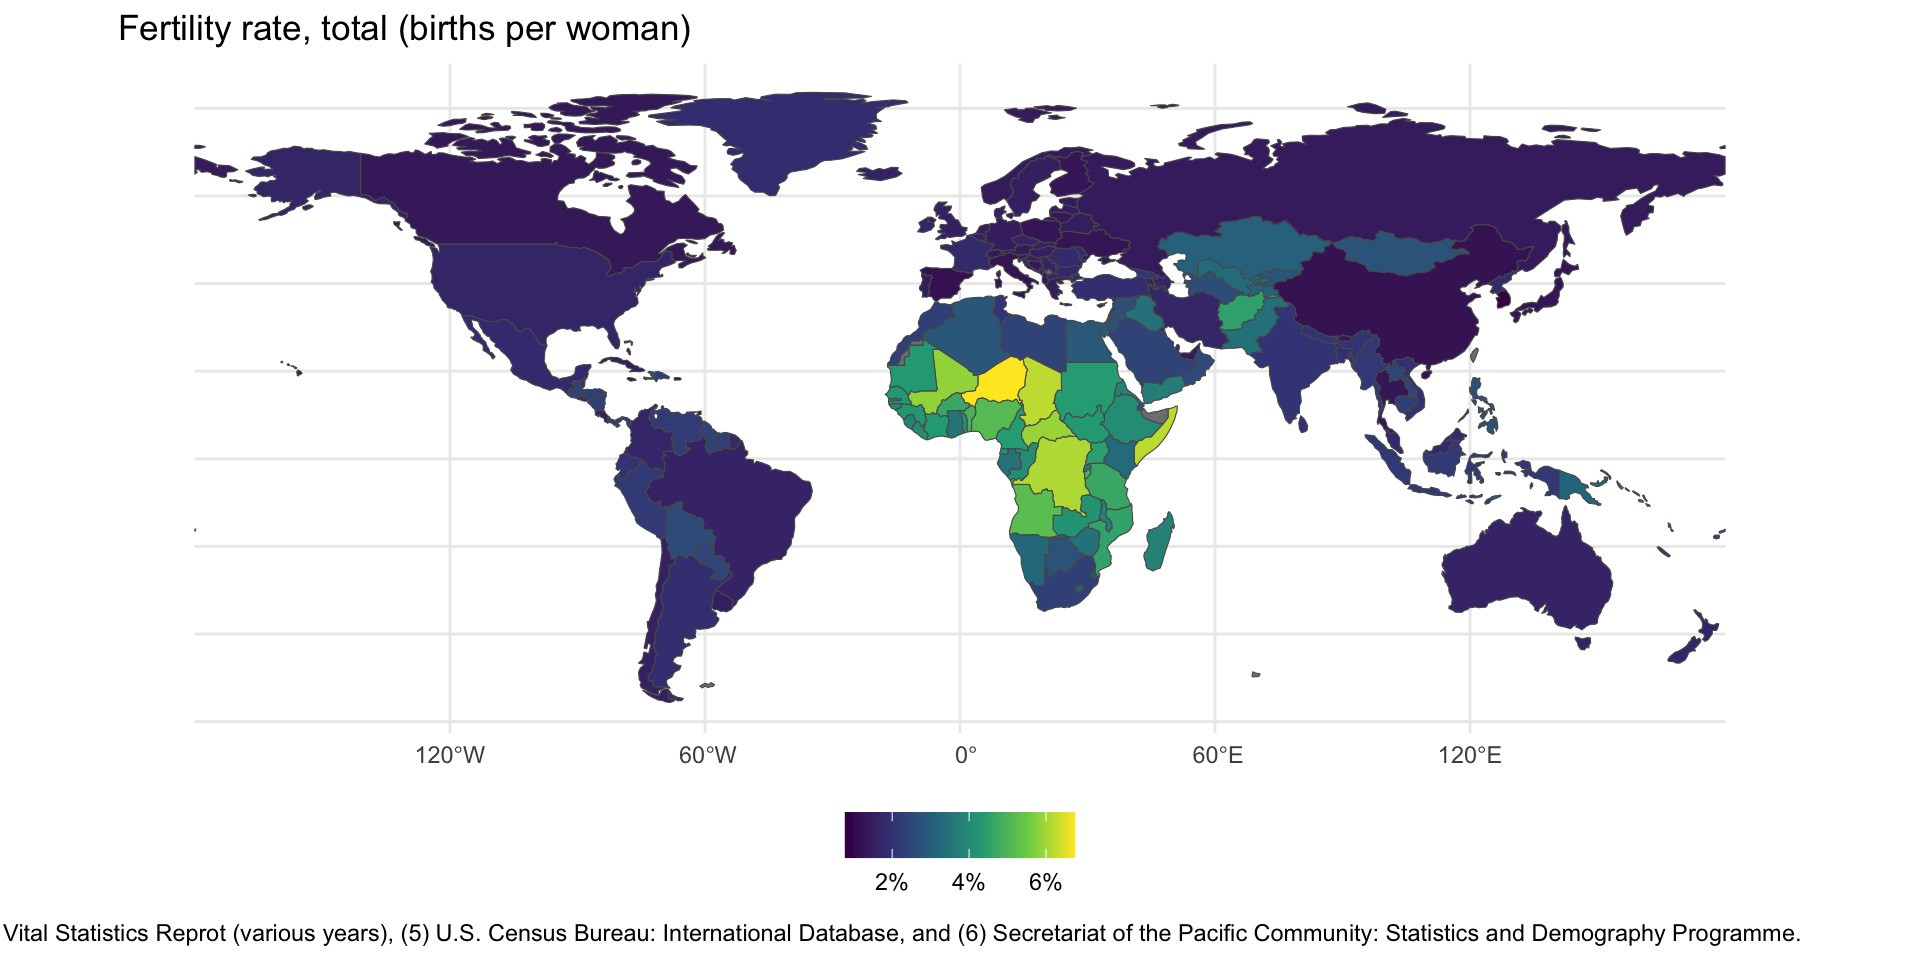 Fertility rate, total (births per woman)
120°W 60°W 0° 60°E 120°E
2% 4% 6%
Vital Statistics Reprot (various years), (5) U.S. Census Bureau: International Database, and (6) Secretariat of the Pacific Community: Statistics and Demography Programme.